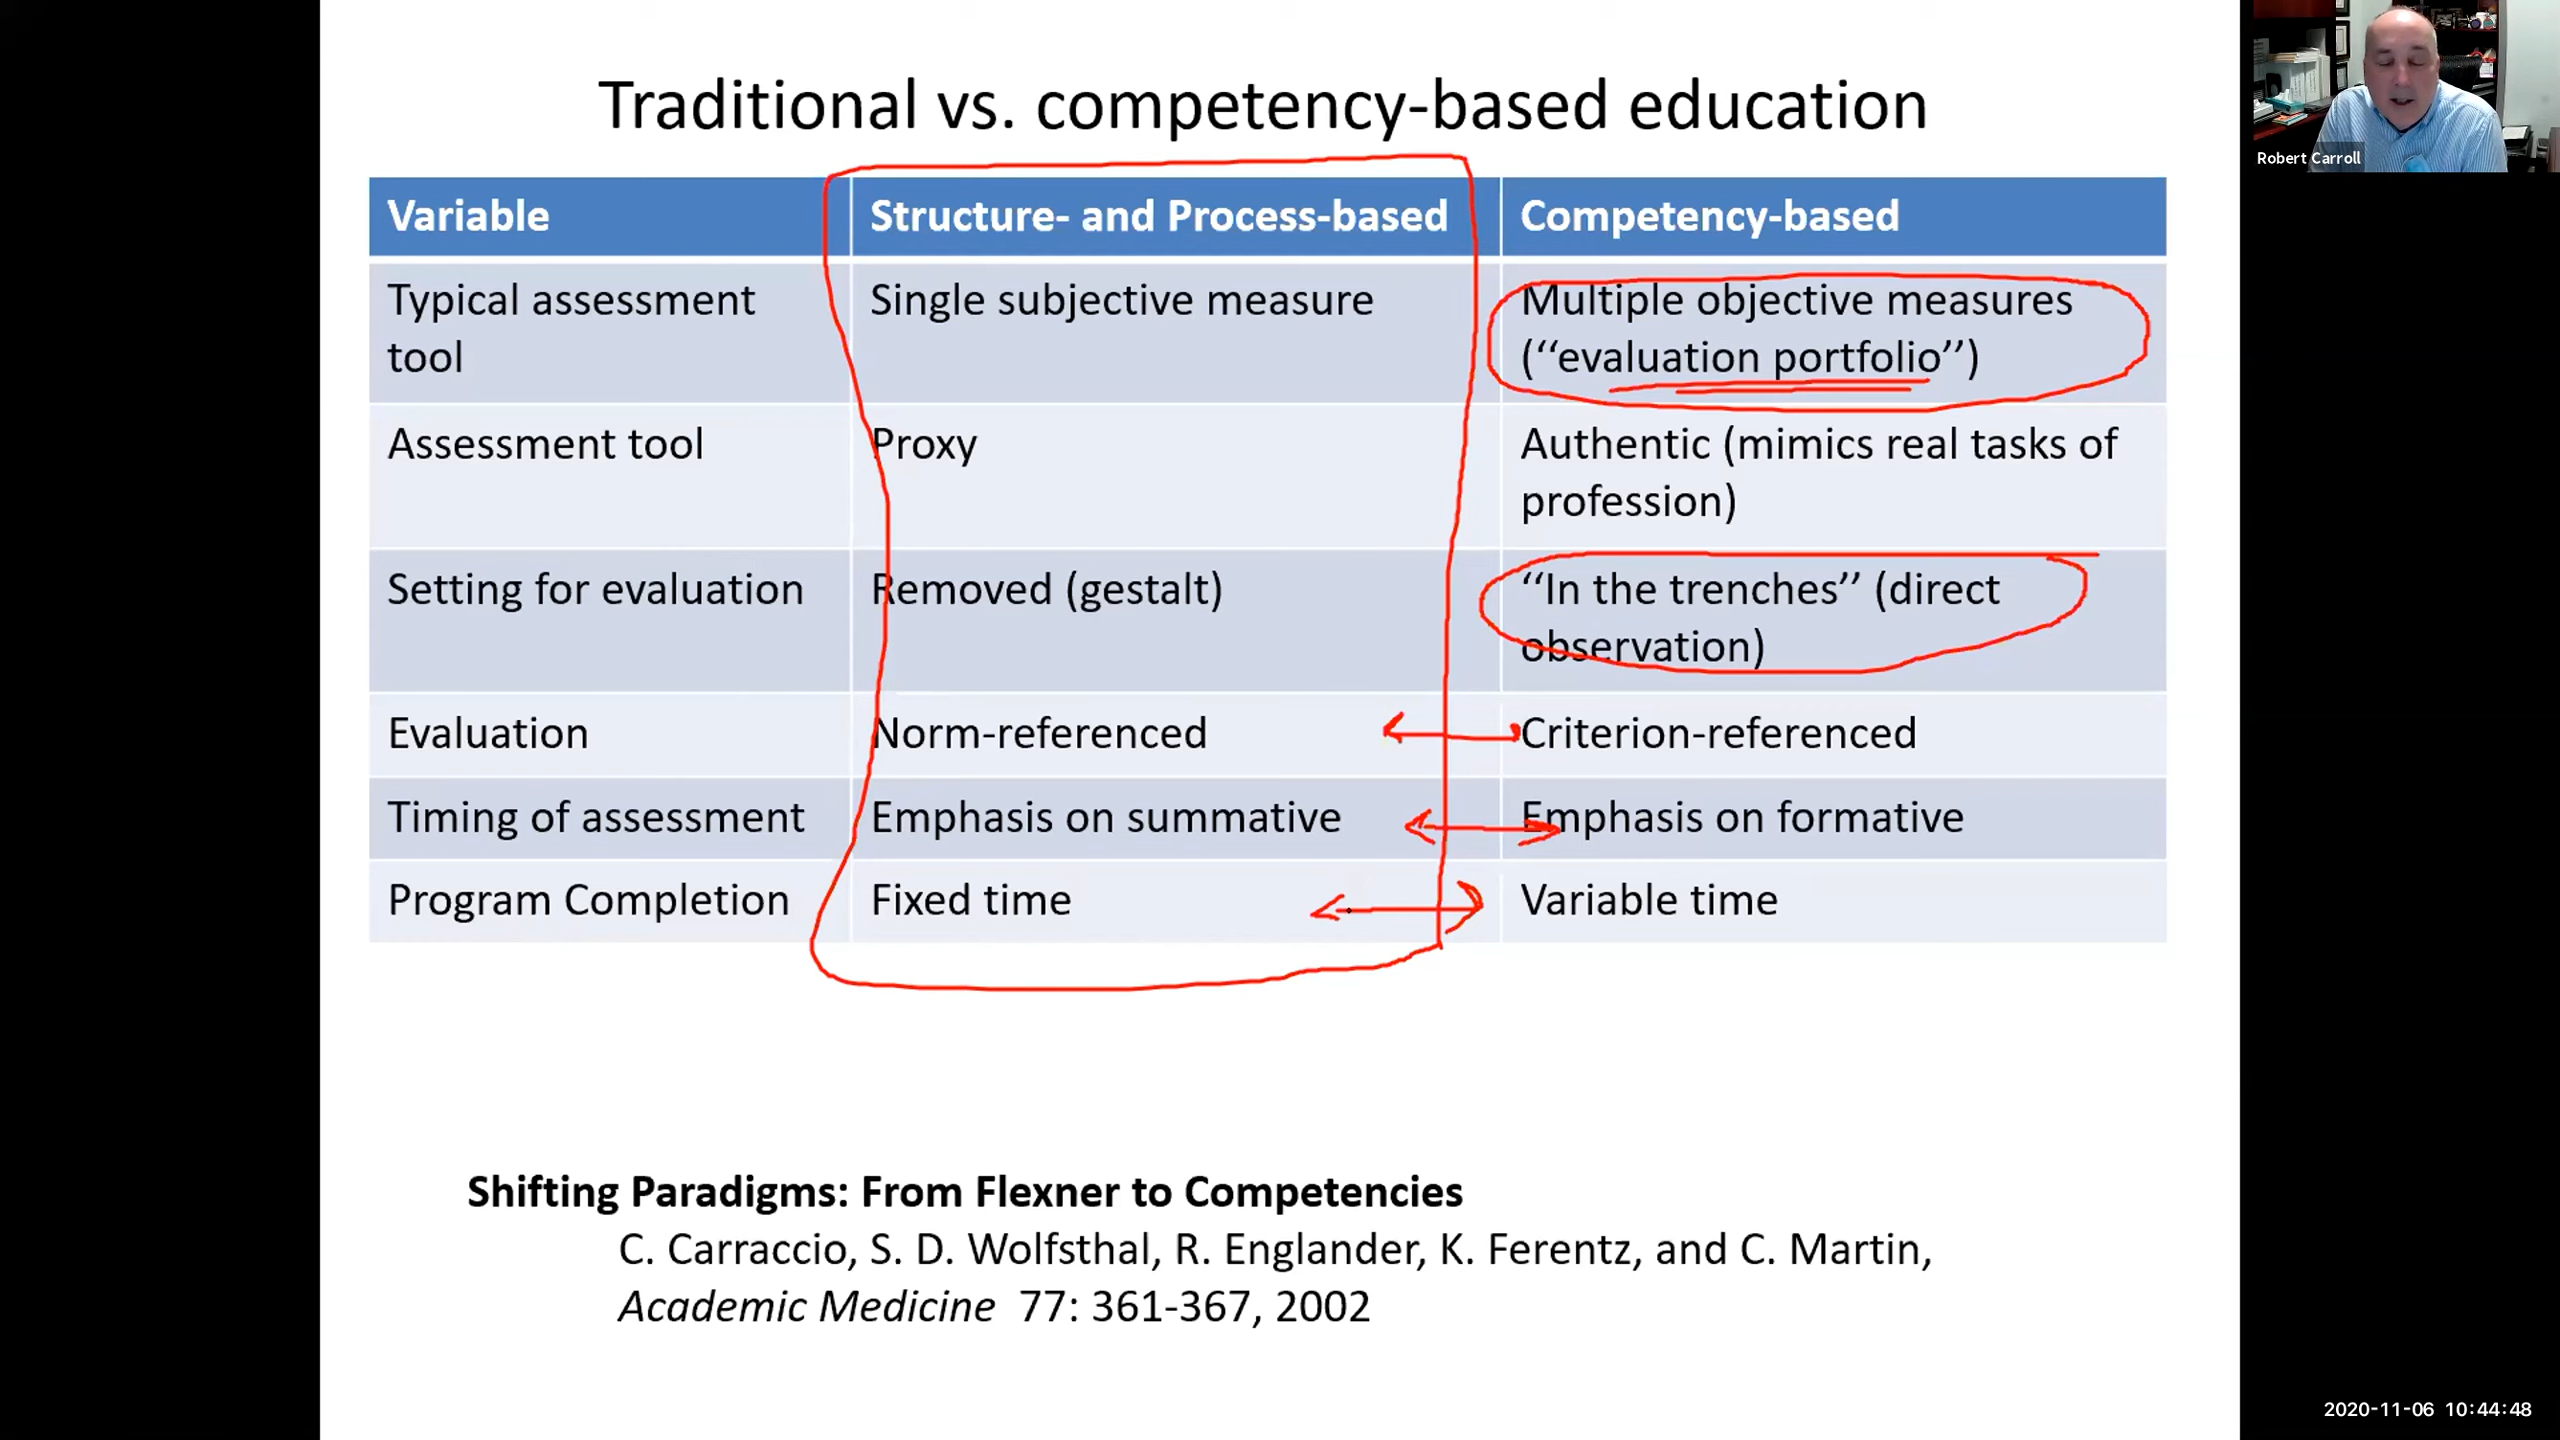 Traditional vs. competency-based education
Robert Carroll
Variable
Structure- and Process-based
Competency-based
Typical assessment
tool
Single subjective measure
Multiple objective measures
(‘‘evaluation portfolio’’)
Assessment tool
Proxy
Authentic (mimics real tasks of
profession)
Setting for evaluation
Removed (gestalt)
‘‘In the trenches’’ (direct
observation)
Evaluation
Norm-referenced
Criterion-referenced
Timing of assessment
Emphasis on summative
Emphasis on formative
Program Completion
Fixed time
Variable time
Shifting Paradigms: From Flexner to Competencies
C. Carraccio, S. D. Wolfsthal, R. Englander, K. Ferentz, and C. Martin,
Academic Medicine 77: 361-367, 2002
2020-11-06 10:44:48